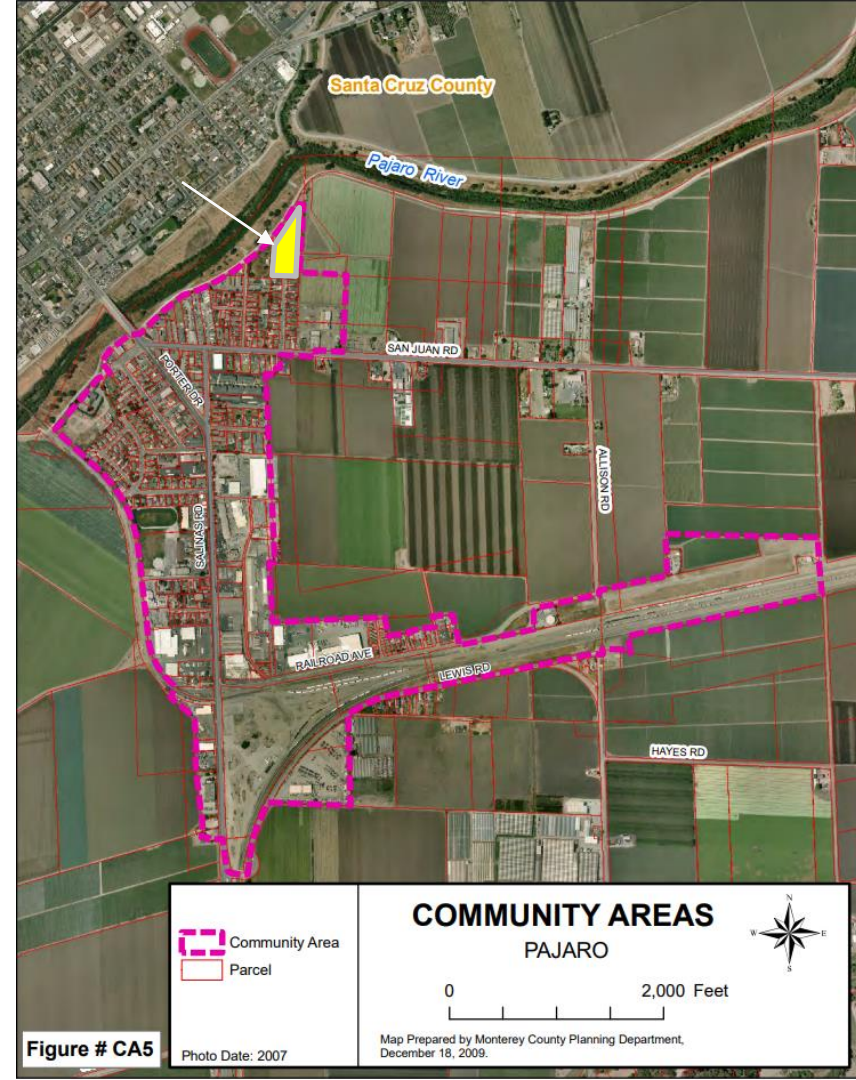 Santa Cruz County
Pajaro River
SAN JUAN RD
PORTER DR
ALLISON RD
SALINAS RD
RAILROAD AVE
LEWIS RD
HAYES RD
COMMUNITY AREAS
PAJARO
N
W E
S
Community Area
Parcel
0 2,000 Feet
Figure # CA5
Photo Date: 2007
Map Prepared by Monterey County Planning Department,
December 18, 2009.